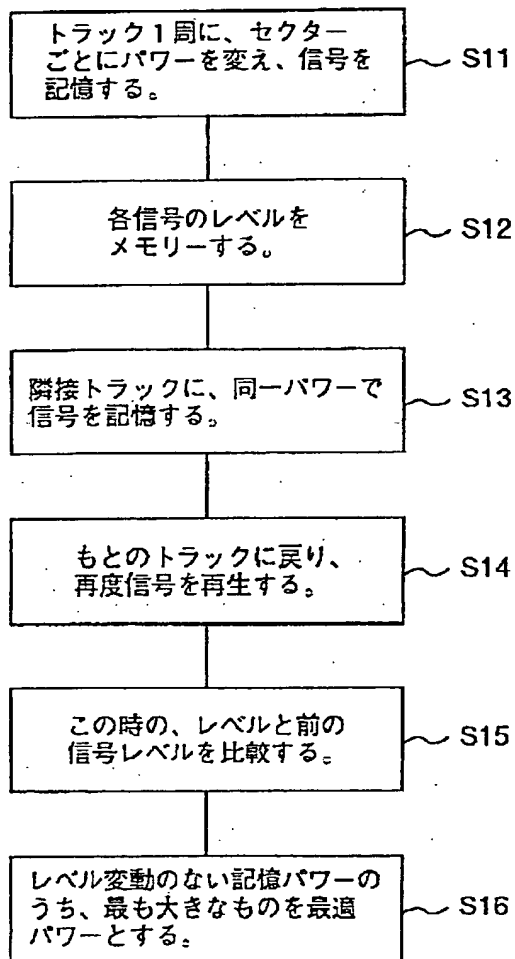 トラック1周に、セクター
ごとにパワーを変え、信号を
記憶する。
S11
各信号のレベルを
メモリーする。
S12
隣接トラックに、同一パワーで
信号を記憶する。
S13
もとのトラックに戻り、
再度信号を再生する。
S14
この時の、レベルと前の
信号レベルを比較する。
S15
レベル変動のない記憶パワーの
うち、最も大きなものを最適
パワーとする。
S16